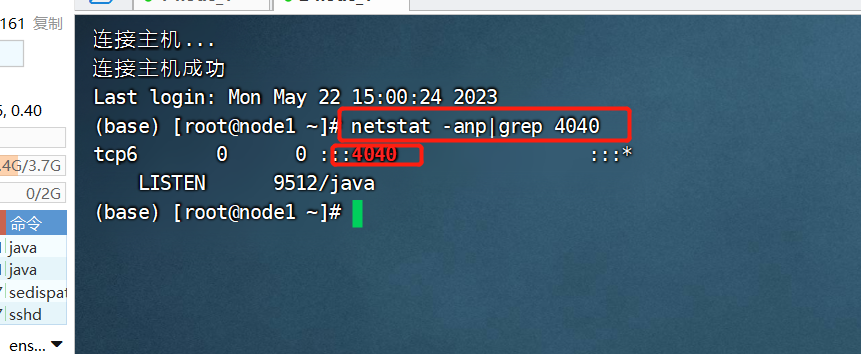 161 复制
连接主机...
连接主机成功
Last login: Mon May 22 15:00:24 2023
, 0.40
(base) [root@node1 ~]# netstat -anp|grep 4040
tcp6 0 0 :::4040 :::*
.4G/3.7G
LISTEN 9512/java
0/2G
(base) [root@node1 ~]#
命令
java
java
sedispat
sshd
ens...